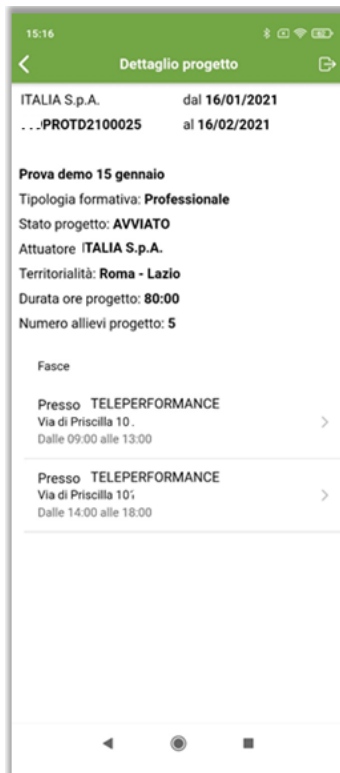 15:16
Dettaglio progetto
ITALIA S.p.A. dal 16/01/2021
PROTD2100025 al 16/02/2021
Prova demo 15 gennaio
Tipologia formativa: Professionale
Stato progetto: AVVIATO
Attuatore ITALIA S.p.A.
Territorialità: Roma - Lazio
Durata ore progetto: 80:00
Numero allievi progetto: 5
Fasce
Presso TELEPERFORMANCE
Via di Priscilla 10
Dalle 09:00 alle 13:00
Presso TELEPERFORMANCE
Via di Priscilla
Dalle 14:00 alle 18:00